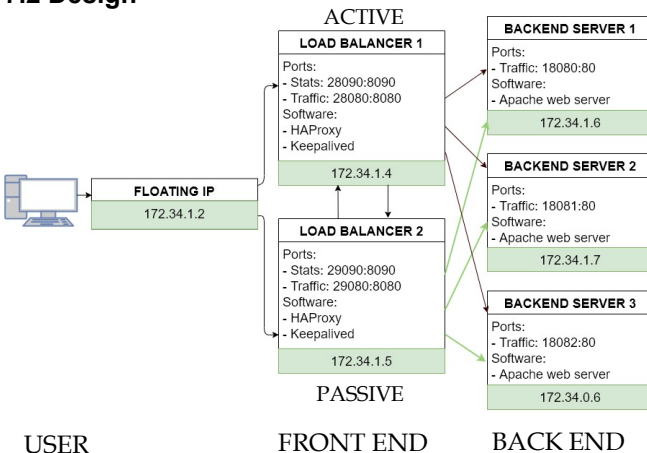 ACTIVE
LOAD BALANCER 1
Ports:
- Stats: 28090:8090
- Traffic: 28080:8080
Software:
- HAProxy
- Keepalived
172.34.1.4
FLOATING IP
172.34.1.2
LOAD BALANCER 2
Ports:
- Stats: 29090:8090
- Traffic: 29080:8080
Software:
- HAProxy
- Keepalived
172.34.1.5
PASSIVE
BACKEND SERVER 1
Ports:
- Traffic: 18080:80
Software:
- Apache web server
172.34.1.6
BACKEND SERVER 2
Ports:
- Traffic: 18081:80
Software:
- Apache web server
172.34.1.7
BACKEND SERVER 3
Ports:
- Traffic: 18082:80
Software:
- Apache web server
172.34.0.6
USER
FRONT END
BACK END